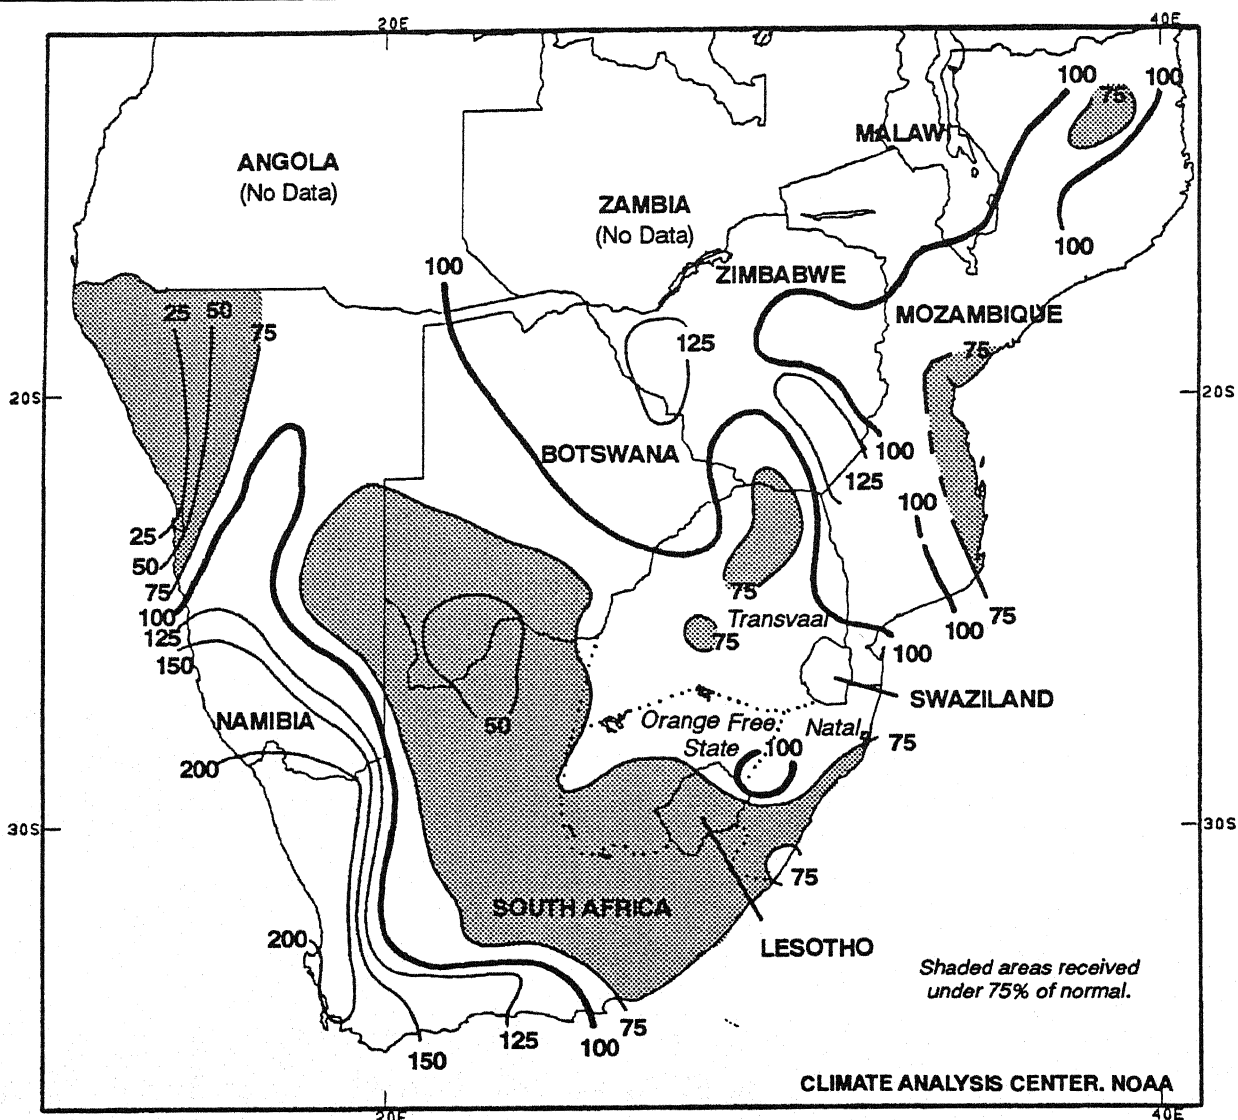 20E
40E
100
100
75
MALAWI
ANGOLA
(No Data)
ZAMBIA
(No Data)
100
100
ZIMBABWE
MOZAMBIQUE
25
50
75
125
75
20S
20S
BOTSWANA
100
125
100
25
50
75
100
125
150
75
Transvaal
75
100
75
100
SWAZILAND
NAMIBIA
50
Orange Free
State
Natal
100
75
200
30S
30S
75
SOUTH AFRICA
200
LESOTHO
Shaded areas received
under 75% of normal.
75
125
100
150
CLIMATE ANALYSIS CENTER. NOAA
20E
40E